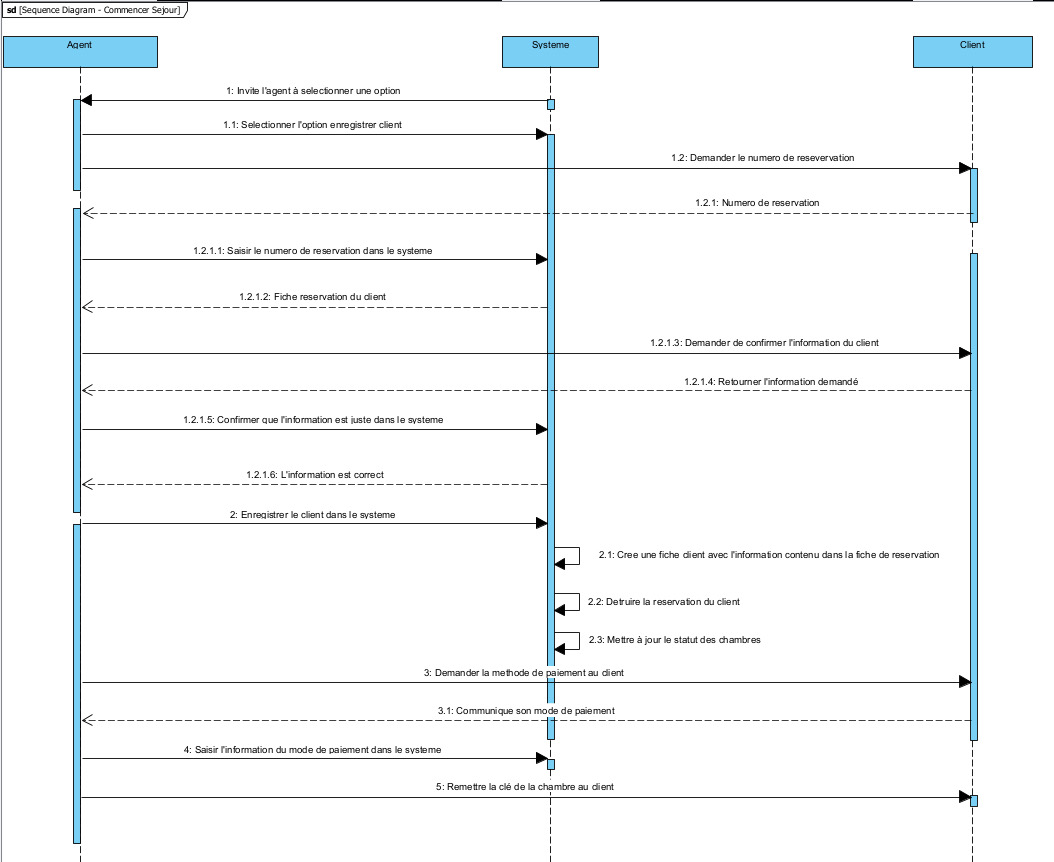 sd [Sequence Diagram - Commencer Sejour]
Agent
Systeme
Client
1: Invite l'agent à selectionner une option
1.1: Selectionner l'option enregistrer client
1.2: Demander le numero de resevervation
1.2.1: Numero de reservation
1.2.1.1: Saisir le numero de reservation dans le systeme
1.2.1.2: Fiche reservation du client
1.2.1.3: Demander de confirmer l'information du client
1.2.1.4: Retourner l'information demandé
1.2.1.5: Confirmer que l'information est juste dans le systeme
1.2.1.6: L'information est correct
2: Enregistrer le client dans le systeme
2.1: Cree une fiche client avec l'information contenu dans la fiche de reservation
2.2: Detruire la reservation du client
2.3: Mettre à jour le statut des chambres
3: Demander la methode de paiement au client
3.1: Communique son mode de paiement
4: Saisir l'information du mode de paiement dans le systeme
5: Remettre la clé de la chambre au client